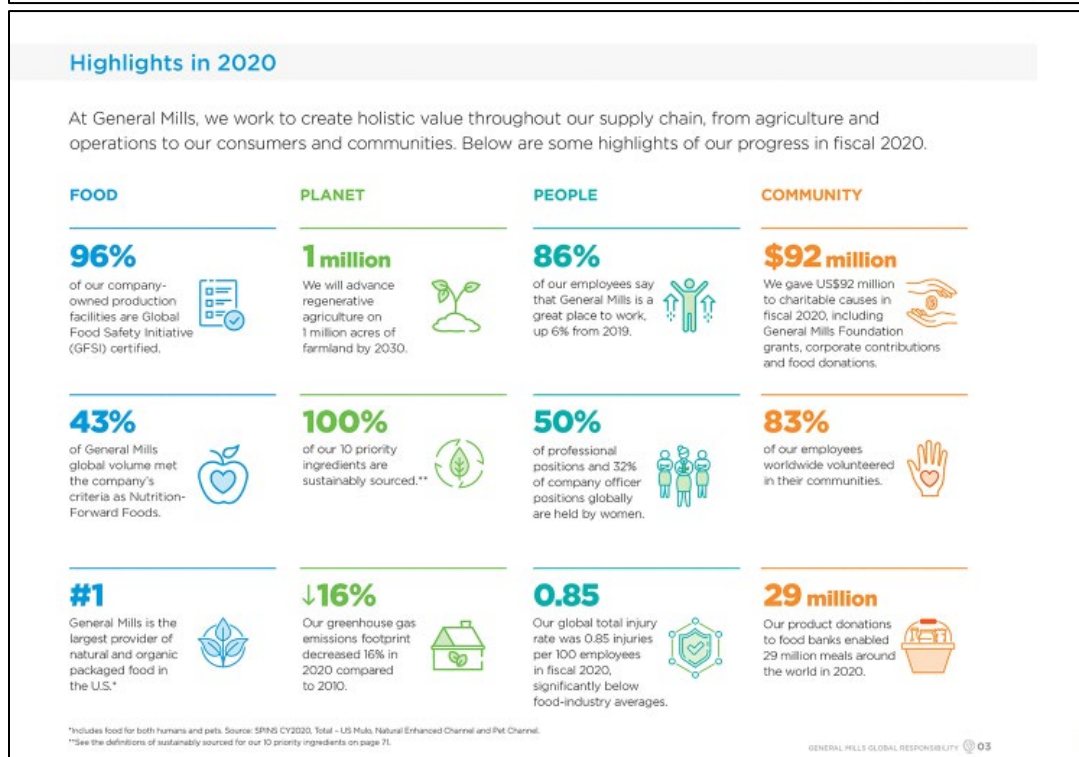 Highlights in 2020
At General Mills, we work to create holistic value throughout our supply chain, from agriculture and
operations to our consumers and communities. Below are some highlights of our progress in fiscal 2020.
FOOD
96%
of our company-
owned production
facilities are Global
Food Safety Initiative
(GFSI) certified.
43%
of General Mills
global volume met
the company's
criteria as Nutrition-
Forward Foods.
#1
General Mills is the
largest provider of
natural and organic
packaged food in
the U.S.*
PLANET
1 million
We will advance
regenerative
agriculture on
1 million acres of
farmland by 2030.
100%
of our 10 priority
ingredients are
sustainably sourced.**
↓16%
Our greenhouse gas
emissions footprint
decreased 16% in
2020 compared
to 2010.
PEOPLE
86%
of our employees say
that General Mills is a
great place to work,
up 6% from 2019.
50%
of professional
positions and 32%
of company officer
positions globally
are held by women.
0.85
Our global total injury
rate was 0.85 injuries
per 100 employees
in fiscal 2020,
significantly below
food-industry averages.
COMMUNITY
$92 million
We gave US$92 million
to charitable causes in
fiscal 2020, including
General Mills Foundation
grants, corporate contributions
and food donations.
83%
of our employees
worldwide volunteered
in their communities.
29 million
Our product donations
to food banks enabled
29 million meals around
the world in 2020.
*Includes food for both humans and pets. Source: SPINS CY2020, Total – US Mulo, Natural Enhanced Channel and Pet Channel.
**See the definitions of sustainably sourced for our 10 priority ingredients on page 71.
GENERAL MILLS GLOBAL RESPONSIBILITY 03